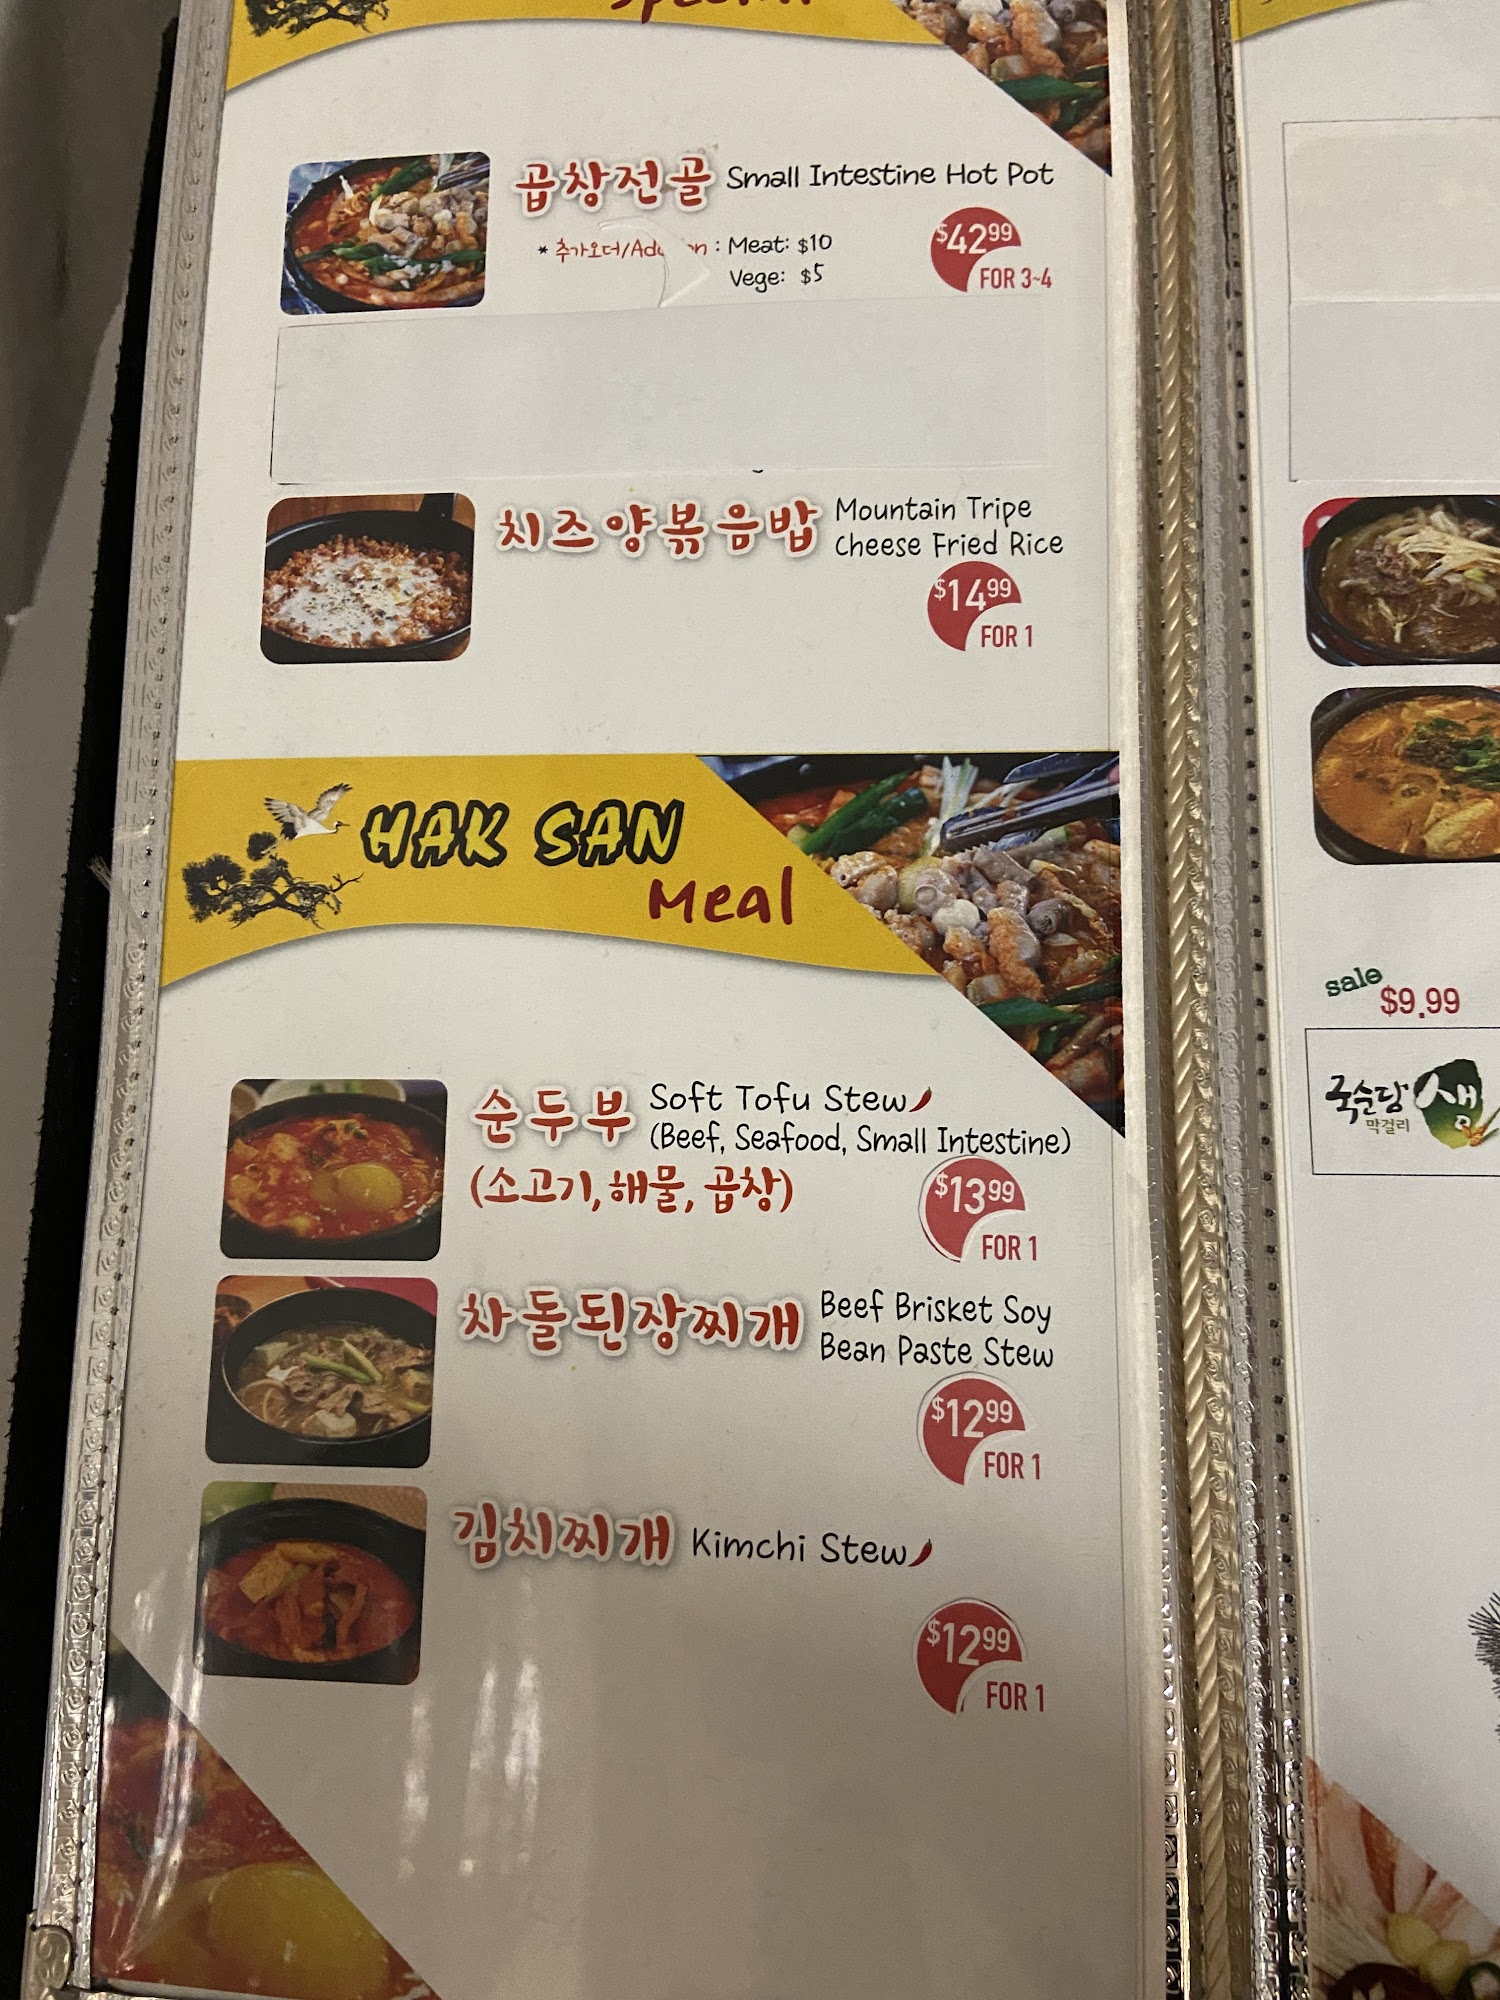 곱창전골 Small Intestine Hot Pot
* 추가오더/Add : Meat: $10
Vege: $5
$42.99
FOR 3~4
치즈양볶음밥 Mountain Tripe
Cheese Fried Rice
$14.99
FOR 1
HAK SAN
Meal
순두부 Soft Tofu Stew
(Beef, Seafood, Small Intestine)
(소고기, 해물, 곱창)
$13.99
FOR 1
차돌된장찌개 Beef Brisket Soy
Bean Paste Stew
$12.99
FOR 1
김치찌개 Kimchi Stew
$12.99
FOR 1
sale
$9.99
국순당 생
막걸리